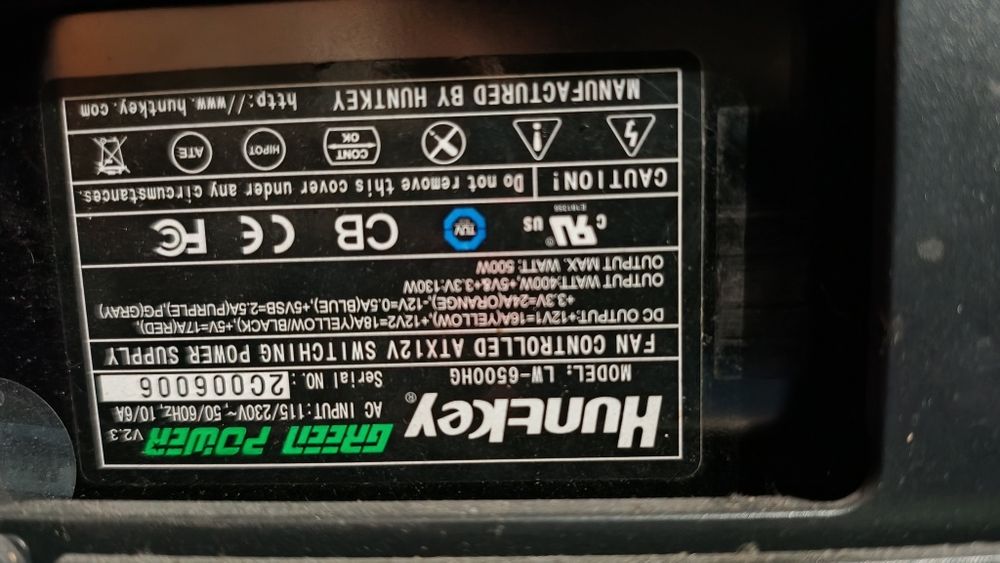 Huntkey®
GREEN POWER V2.3
AC INPUT:115/230V~,50/60Hz,10/6A
MODEL: LW-6500HG
Serial NO.: 2C006006
FAN CONTROLLED ATX12V SWITCHING POWER SUPPLY
DC OUTPUT:+12V1=16A(YELLOW),+12V2=18A(YELLOW/BLACK),+5V=17A(RED),
+3.3V=24A(ORANGE),-12V=0.5A(BLUE),+5VSB=2.5A(PURPLE),PG(GRAY)
OUTPUT WATT:400W,+5V&+3.3V:130W
OUTPUT MAX. WATT: 500W
C US TUV CB CE FC
CAUTION! Do not remove this cover under any circumstances.
CONT OK HIPOT ATE
MANUFACTURED BY HUNTKEY http://www.huntkey.com